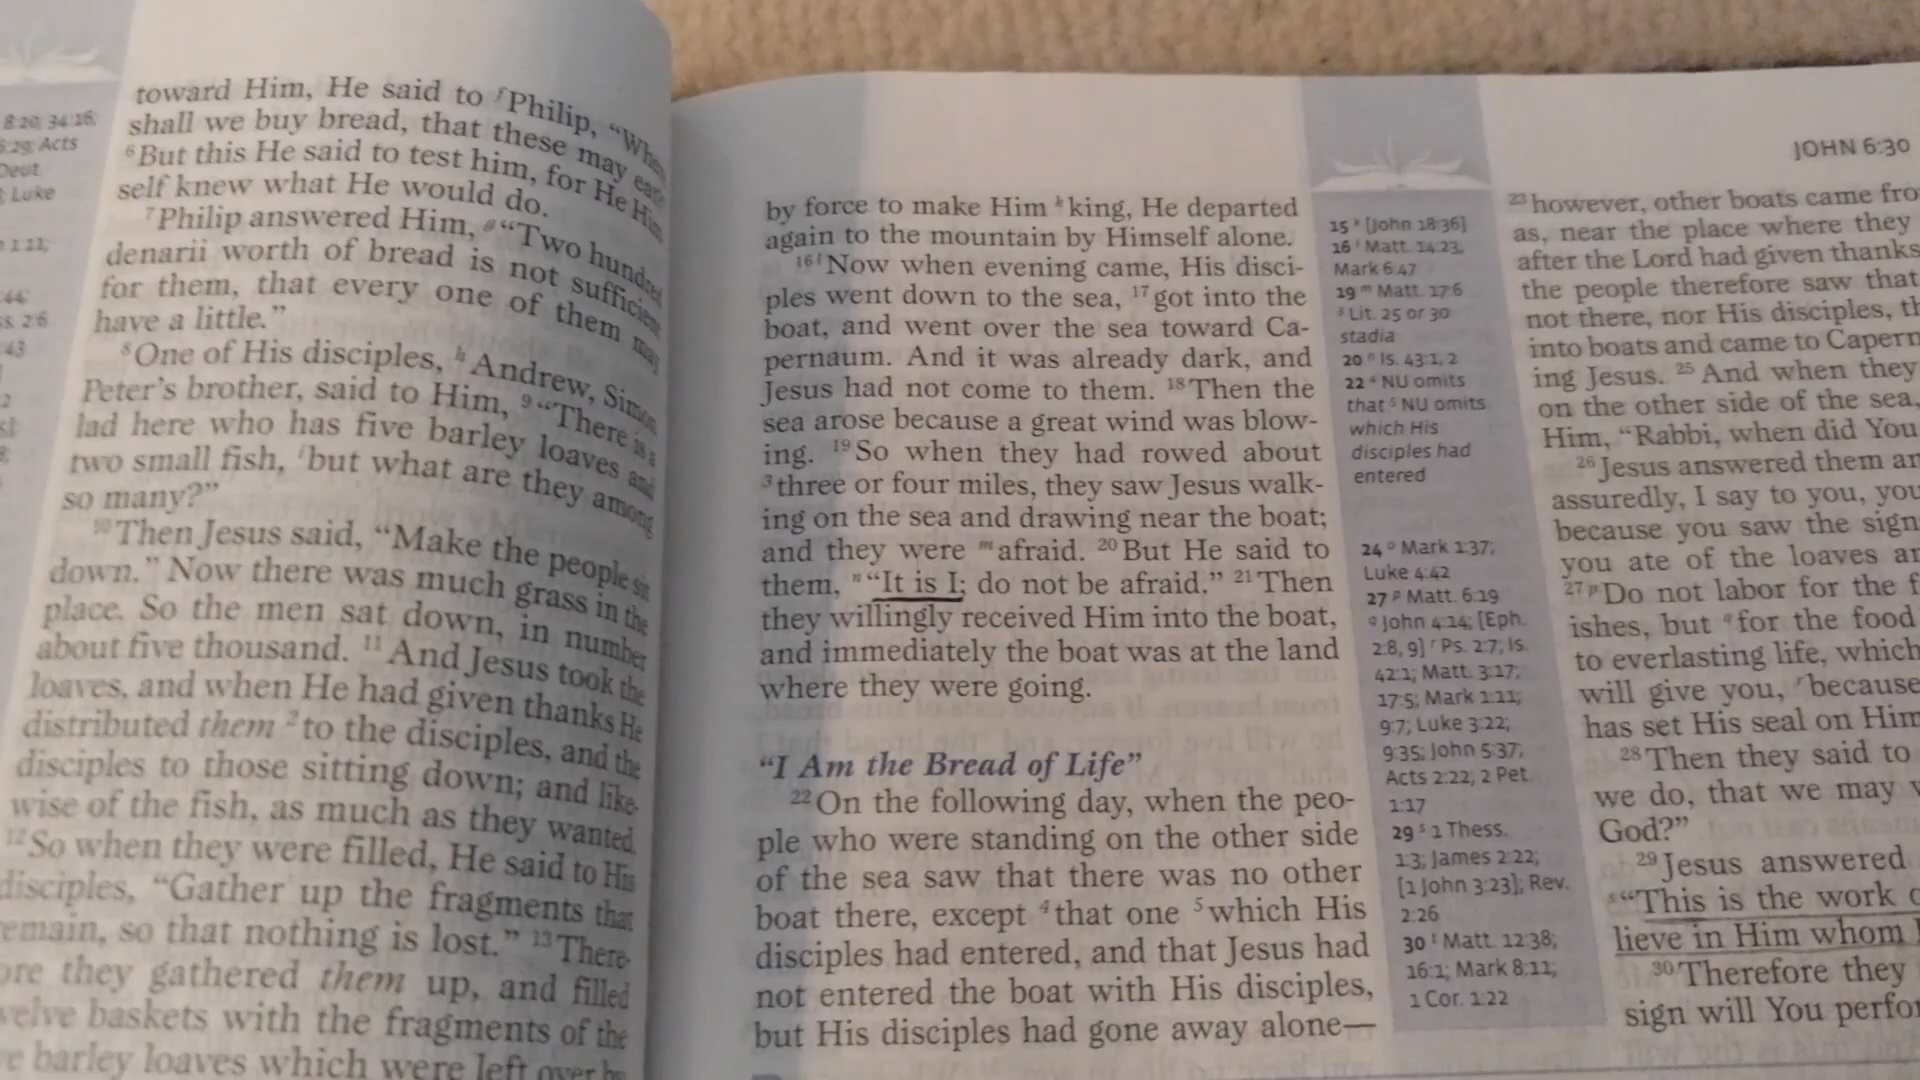 8:20; 34:16;
Acts
Deut.
Luke
1:11;
2:6
toward Him, He said to ᶠPhilip, “
shall we buy bread, that these may eat
⁶But this He said to test him, for He Him
self knew what He would do.
⁷Philip answered Him, ᵍ“Two hundred
denarii worth of bread is not sufficient
for them, that every one of them may
have a little.”
⁸One of His disciples, ʰAndrew, Simon
Peter’s brother, said to Him, ⁹“There is a
lad here who has five barley loaves and
two small fish, ⁱbut what are they among
so many?”
¹⁰Then Jesus said, “Make the people sit
down.” Now there was much grass in the
place. So the men sat down, in number
about five thousand. ¹¹And Jesus took the
loaves, and when He had given thanks He
distributed them ²to the disciples, and the
disciples to those sitting down; and like-
wise of the fish, as much as they wanted.
¹²So when they were filled, He said to His
disciples, “Gather up the fragments that
remain, so that nothing is lost.” ¹³There-
they gathered them up, and filled
baskets with the fragments of the
barley loaves which were left over by
by force to make Him ᵏking, He departed
again to the mountain by Himself alone.
¹⁶ˡNow when evening came, His disci-
ples went down to the sea, ¹⁷got into the
boat, and went over the sea toward Ca-
pernaum. And it was already dark, and
Jesus had not come to them. ¹⁸Then the
sea arose because a great wind was blow-
ing. ¹⁹So when they had rowed about
³three or four miles, they saw Jesus walk-
ing on the sea and drawing near the boat;
and they were ᵐafraid. ²⁰But He said to
them, ⁿ“It is I; do not be afraid.” ²¹Then
they willingly received Him into the boat,
and immediately the boat was at the land
where they were going.
“I Am the Bread of Life”
²²On the following day, when the peo-
ple who were standing on the other side
of the sea saw that there was no other
boat there, except ⁴that one ⁵which His
disciples had entered, and that Jesus had
not entered the boat with His disciples,
but His disciples had gone away alone—
15 ᵏ [John 18:36]
16 ˡ Matt. 14:23;
Mark 6:47
19 ᵐ Matt. 17:6
³ Lit. 25 or 30
stadia
20 ⁿ Is. 43:1, 2
22 ⁴ NU omits
that ⁵ NU omits
which His
disciples had
entered
24 ᵒ Mark 1:37;
Luke 4:42
27 ᵖ Matt. 6:19
q John 4:14; [Eph.
2:8, 9] ʳ Ps. 2:7; Is.
42:1; Matt. 3:17;
17:5; Mark 1:11;
9:7; Luke 3:22;
9:35; John 5:37;
Acts 2:22; 2 Pet.
1:17
29 ˢ 1 Thess.
1:3; James 2:22;
[1 John 3:23]; Rev.
2:26
30 ᵗ Matt. 12:38;
16:1; Mark 8:11;
1 Cor. 1:22
JOHN 6:30
²³however, other boats came fro
as, near the place where they
after the Lord had given thanks
the people therefore saw that
not there, nor His disciples, th
into boats and came to Capern
ing Jesus. ²⁵And when they
on the other side of the sea,
Him, “Rabbi, when did You
²⁶Jesus answered them an
assuredly, I say to you, you
because you saw the sign
you ate of the loaves an
²⁷ᵖDo not labor for the f
ishes, but qfor the food
to everlasting life, which
will give you, ʳbecause
has set His seal on Him
²⁸Then they said to
we do, that we may
God?”
²⁹Jesus answered
ˢ“This is the work o
lieve in Him whom
³⁰Therefore they
sign will You perfor